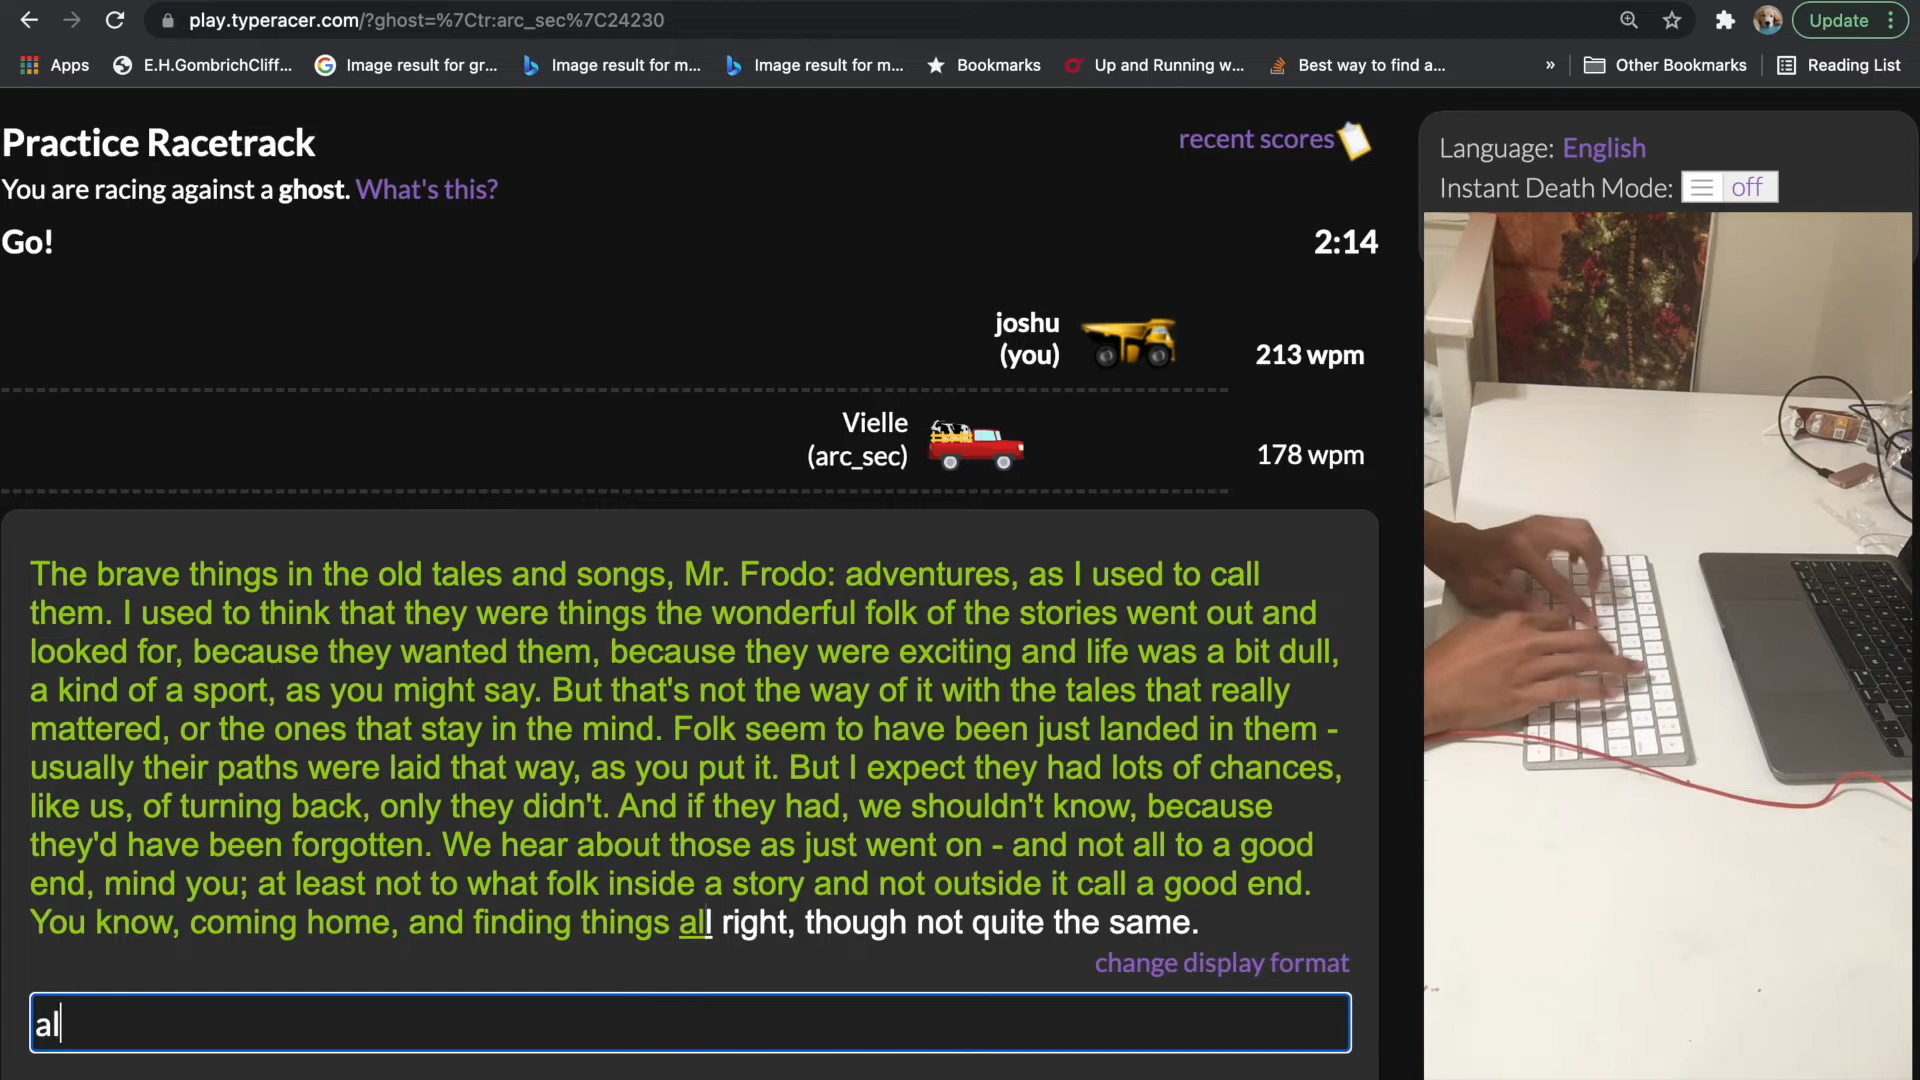 play.typeracer.com/?ghost=%7Ctr:arc_sec%7C24230
Update
Apps
E.H.GombrichCliff...
Image result for gr...
Image result for m...
Image result for m...
Bookmarks
Up and Running w...
Best way to find a...
»
Other Bookmarks
Reading List
Practice Racetrack
recent scores
You are racing against a ghost. What's this?
Go!
2:14
joshu
(you)
213 wpm
Vielle
(arc_sec)
178 wpm
The brave things in the old tales and songs, Mr. Frodo: adventures, as I used to call
them. I used to think that they were things the wonderful folk of the stories went out and
looked for, because they wanted them, because they were exciting and life was a bit dull,
a kind of a sport, as you might say. But that's not the way of it with the tales that really
mattered, or the ones that stay in the mind. Folk seem to have been just landed in them -
usually their paths were laid that way, as you put it. But I expect they had lots of chances,
like us, of turning back, only they didn't. And if they had, we shouldn't know, because
they'd have been forgotten. We hear about those as just went on - and not all to a good
end, mind you; at least not to what folk inside a story and not outside it call a good end.
You know, coming home, and finding things all right, though not quite the same.
change display format
al
Language: English
Instant Death Mode: off